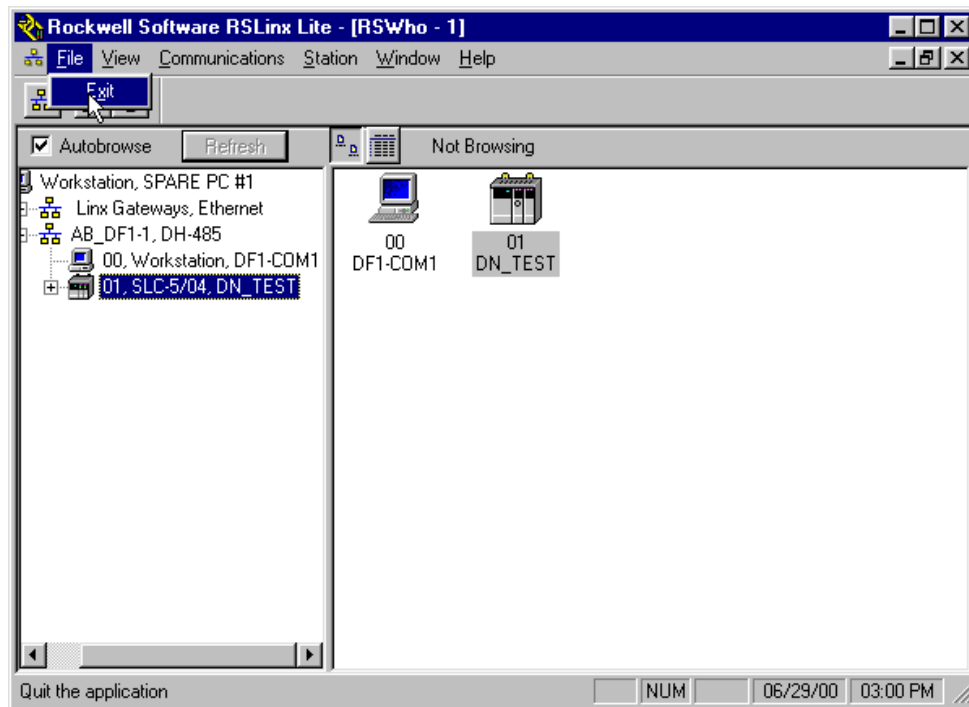 Rockwell Software RSLinx Lite - [RSWho - 1]
File View Communications Station Window Help
Exit
Autobrowse Refresh Not Browsing
Workstation, SPARE PC #1
Linx Gateways, Ethernet
AB_DF1-1, DH-485
00, Workstation, DF1-COM1
01, SLC-5/04, DN_TEST
00
DF1-COM1
01
DN_TEST
Quit the application NUM 06/29/00 03:00 PM